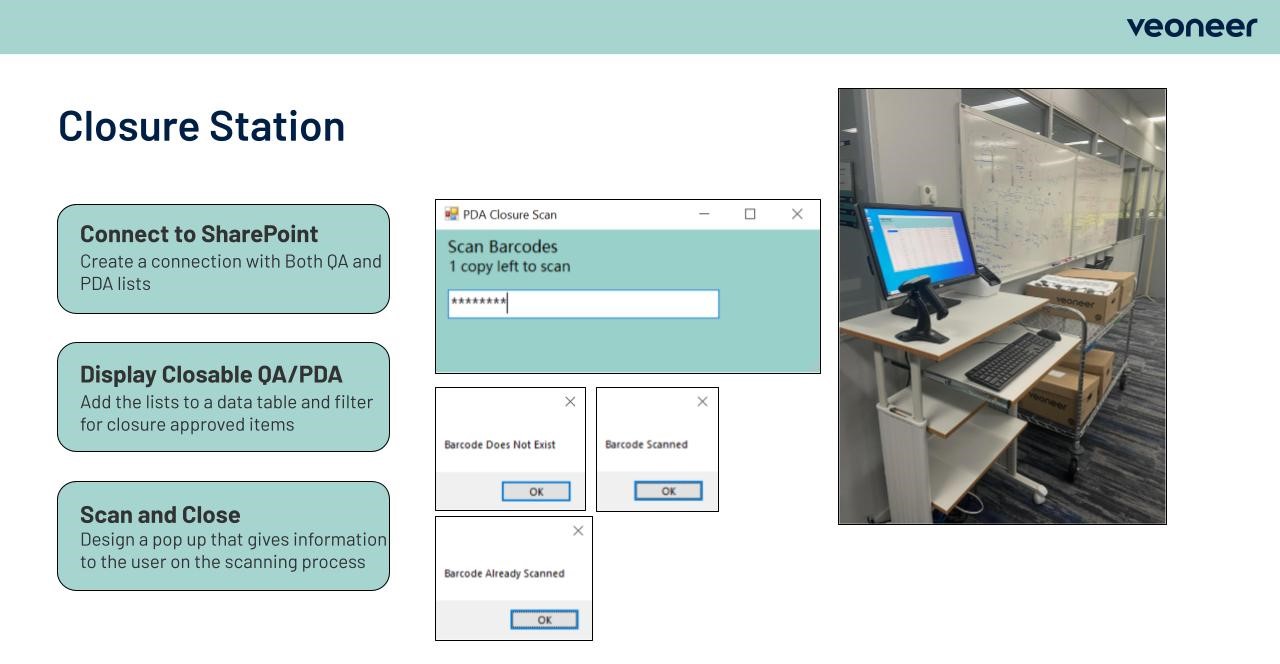 veoneer
Closure Station
Connect to SharePoint
Create a connection with Both QA and
PDA lists
Display Closable QA/PDA
Add the lists to a data table and filter
for closure approved items
Scan and Close
Design a pop up that gives information
to the user on the scanning process
PDA Closure Scan
Scan Barcodes
1 copy left to scan
********
Barcode Does Not Exist
OK
Barcode Scanned
OK
Barcode Already Scanned
OK
veoneer
veoneer